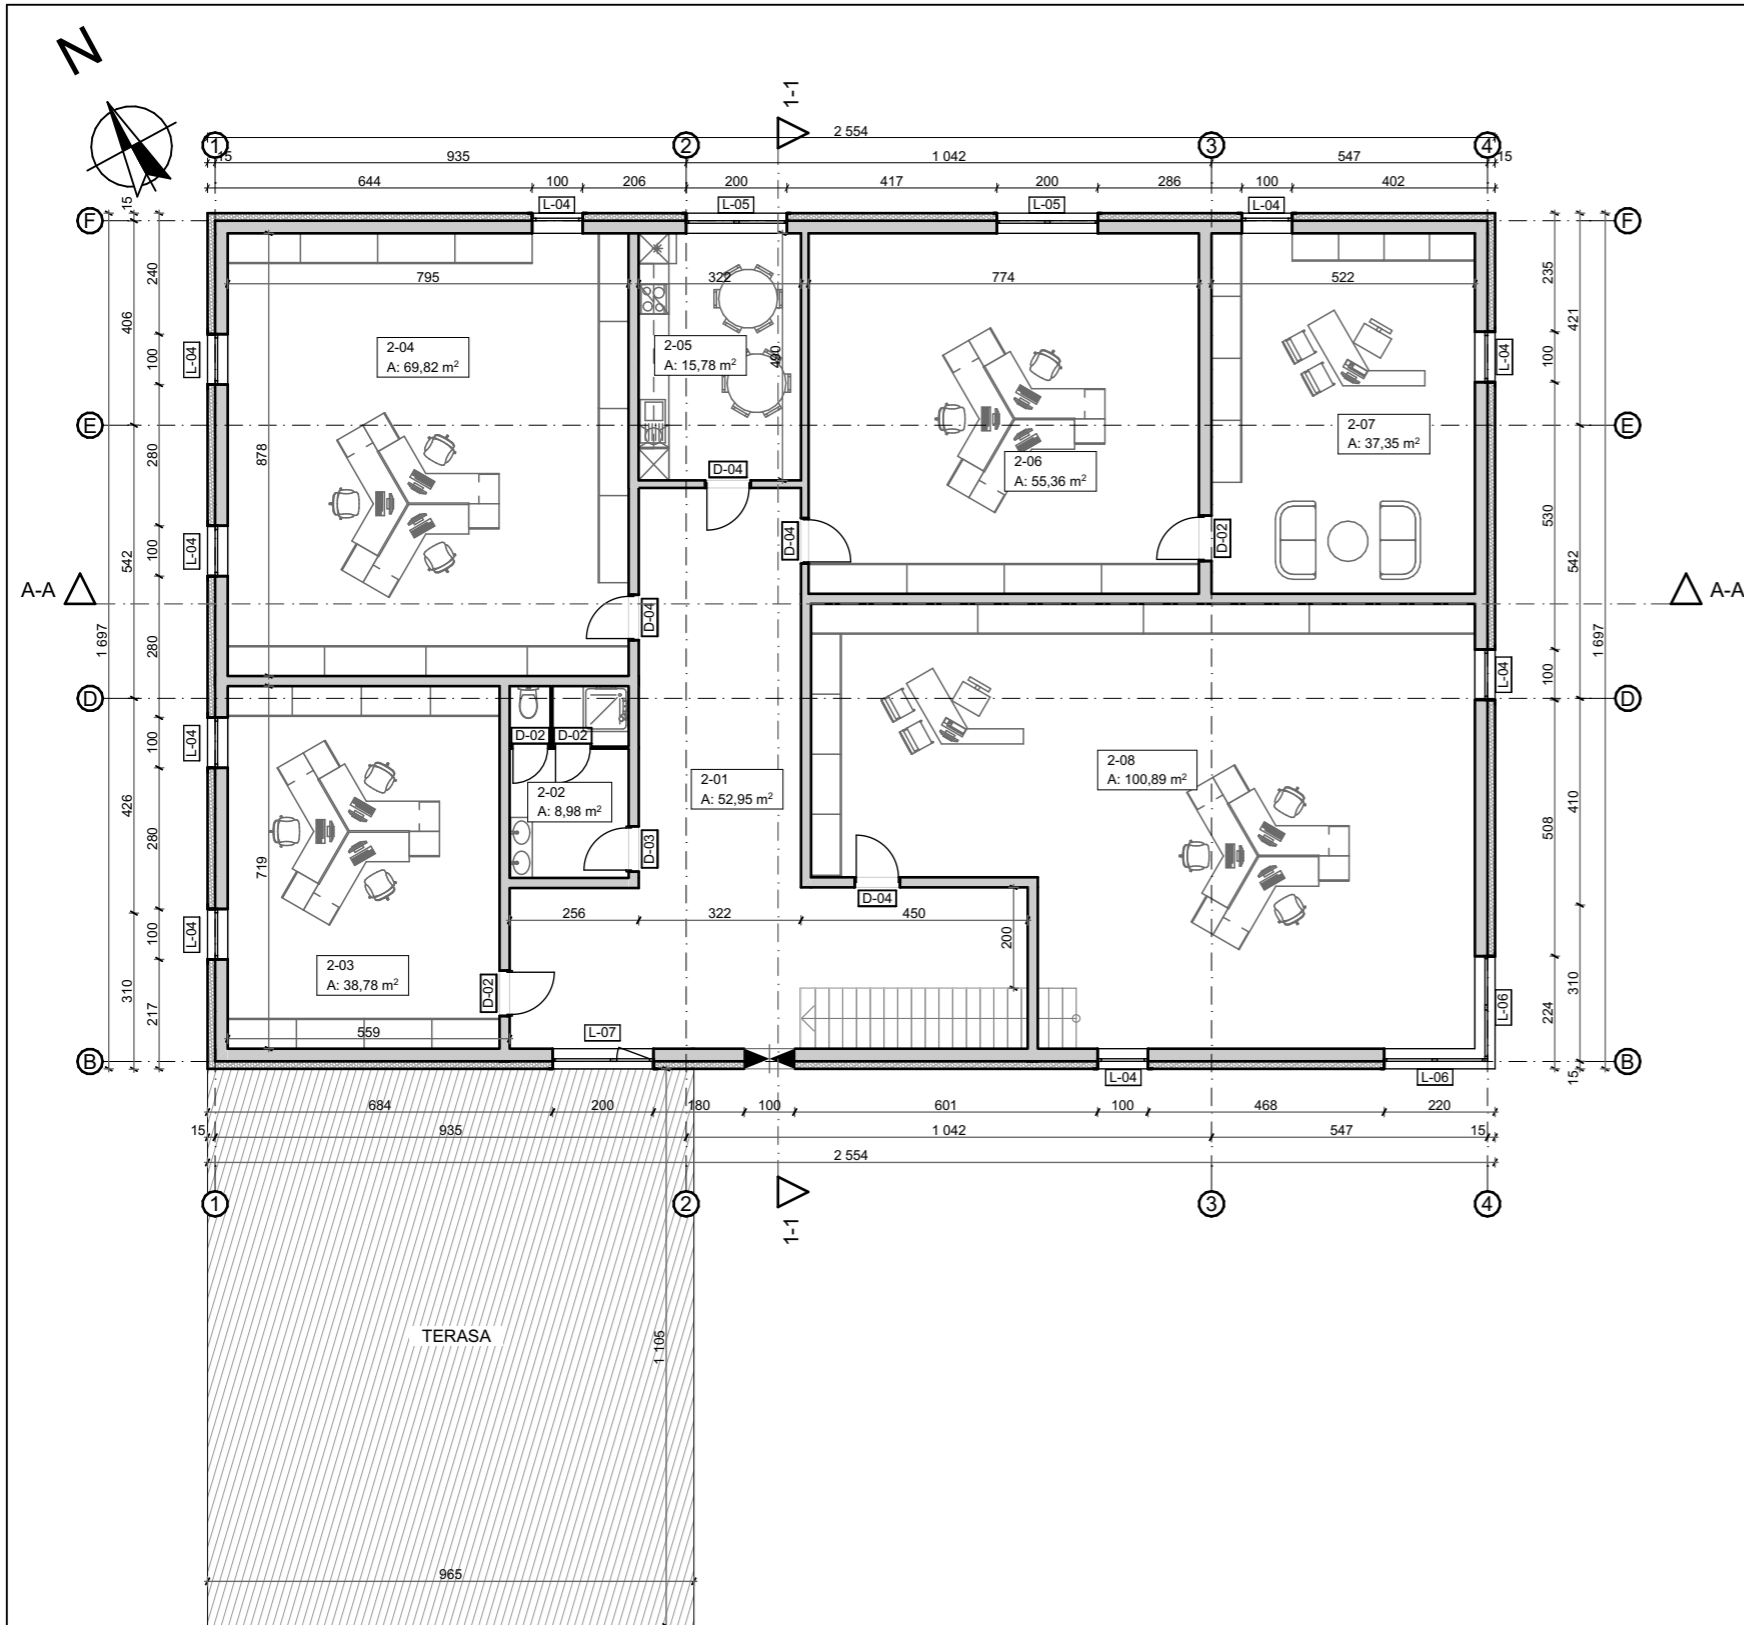 N
1-1
2 554
1
2
3
4
15
935
1 042
547
15
644
100
206
200
417
200
286
100
402
L-04
L-05
L-05
L-04
15
F
F
240
235
406
421
795
322
774
522
2-04
A: 69,82 m²
2-05
A: 15,78 m²
490
L-04
100
100
L-04
2-07
A: 37,35 m²
E
E
280
878
D-04
2-06
A: 55,36 m²
530
L-04
100
542
D-04
D-02
542
A-A
A-A
D-04
1 697
280
1 697
100
L-04
D
D
L-04
100
D-02
D-02
2-08
A: 100,89 m²
2-01
A: 52,95 m²
2-02
A: 8,98 m²
426
280
719
D-03
508
410
D-04
256
322
450
L-04
100
200
2-03
A: 38,78 m²
310
217
D-02
310
224
L-06
559
L-07
B
B
L-04
L-06
15
684
200
180
100
601
100
468
220
15
935
1 042
547
15
2 554
1
2
3
4
1-1
TERASA
1 105
965